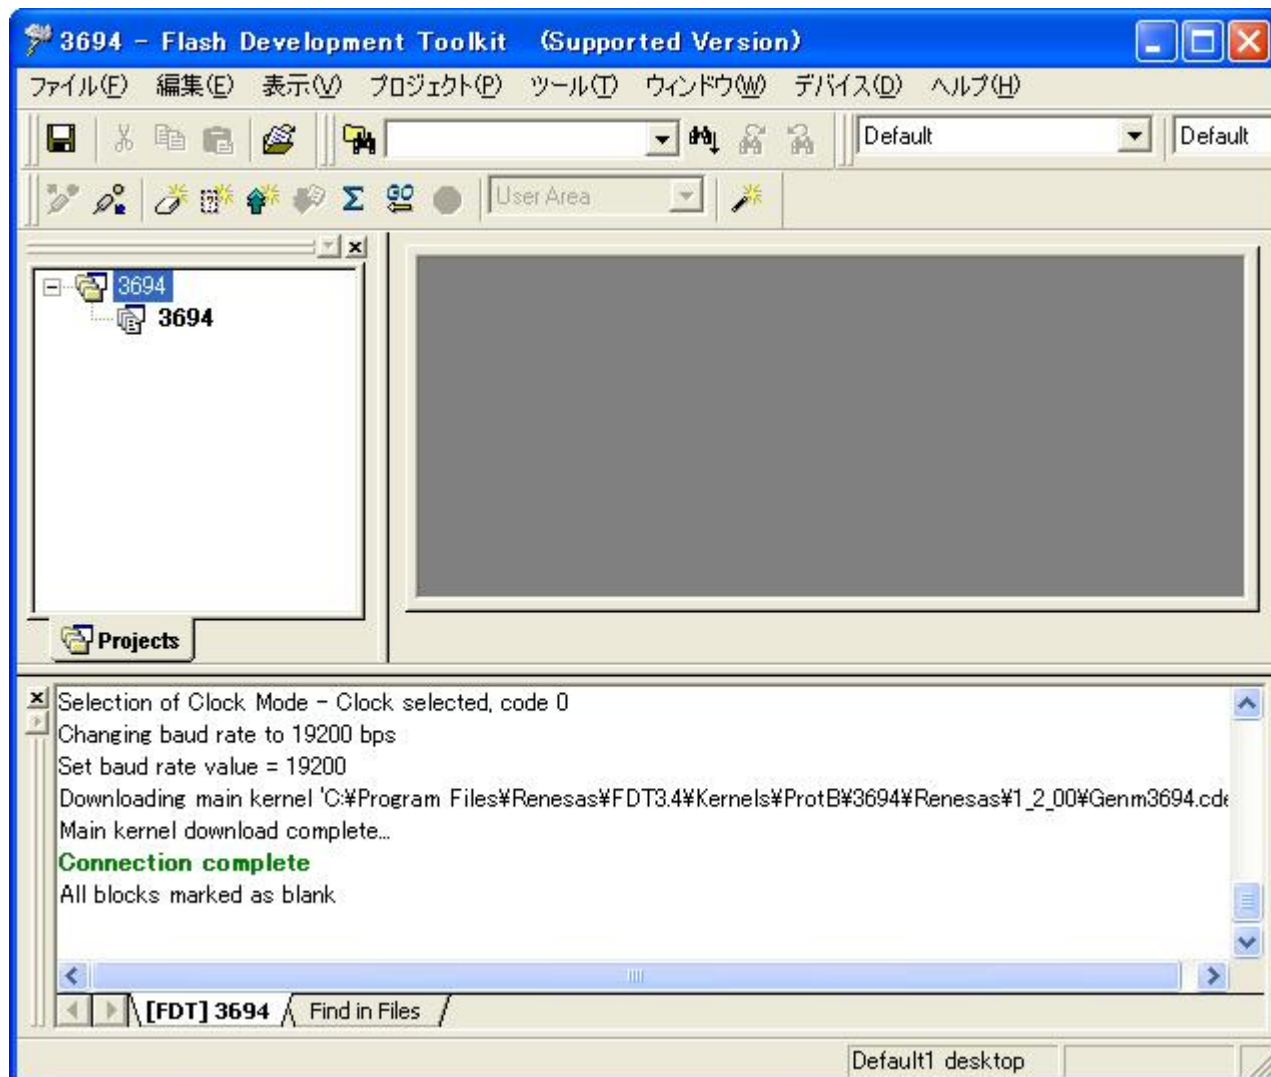 3694 - Flash Development Toolkit (Supported Version)
ファイル(F) 編集(E) 表示(V) プロジェクト(P) ツール(T) ウィンドウ(W) デバイス(D) ヘルプ(H)
Default Default
GO User Area
3694
3694
Projects
Selection of Clock Mode - Clock selected, code 0
Changing baud rate to 19200 bps
Set baud rate value = 19200
Downloading main kernel 'C:¥Program Files¥Renesas¥FDT3.4¥Kernels¥ProtB¥3694¥Renesas¥1_2_00¥Genm3694.cde
Main kernel download complete...
Connection complete
All blocks marked as blank
[FDT] 3694 Find in Files
Default1 desktop